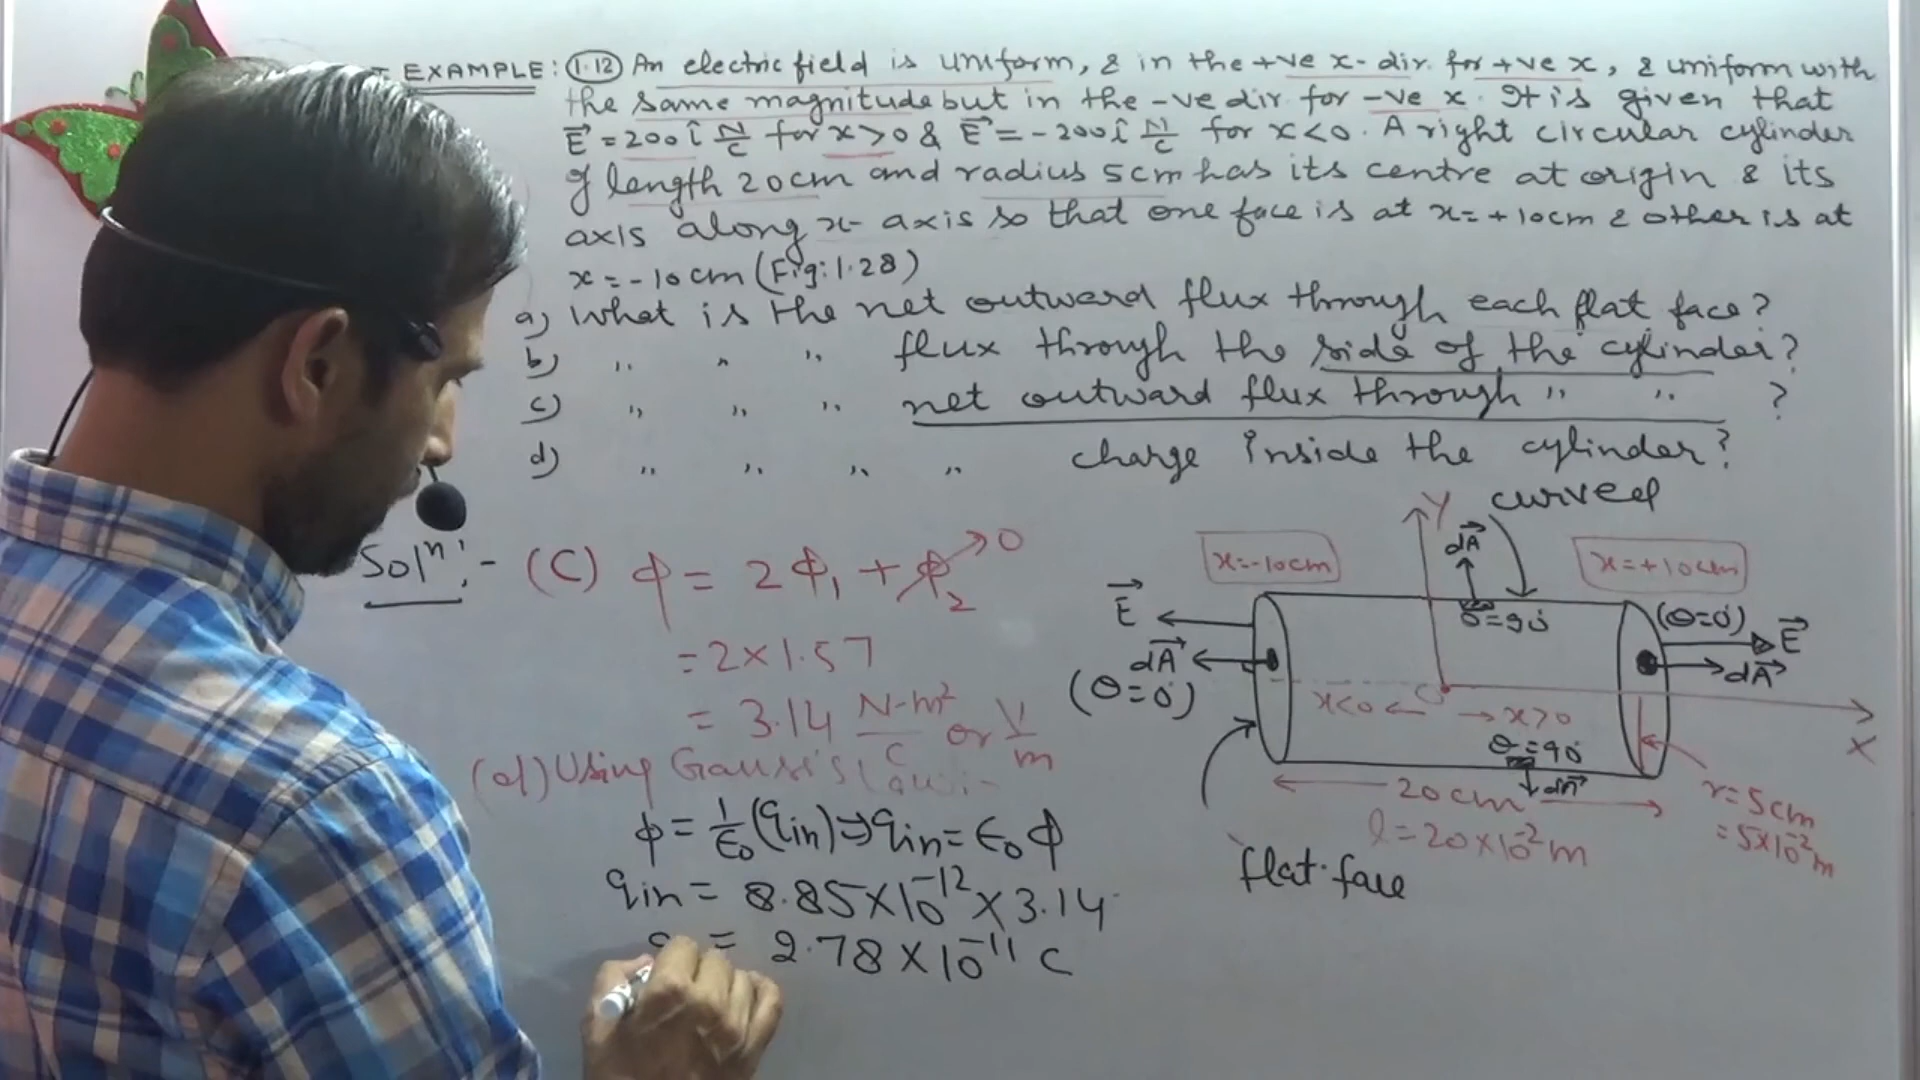 EXAMPLE: 1.12 An electric field is uniform, & in the +ve x-dir. for +ve x, & uniform with
the same magnitude but in the -ve dir. for -ve x. It is given that
E⃗ = 200 î N/C for x>0 & E⃗ = -200 î N/C for x<0. A right circular cylinder
of length 20cm and radius 5cm has its centre at origin & its
axis along x-axis so that one face is at x=+10cm & other is at
x=-10cm (Fig: 1.28)
a) What is the net outward flux through each flat face?
b) " " " flux through the side of the cylinder?
c) " " " net outward flux through " " ?
d) " " " " charge inside the cylinder?
Solⁿ:- (C) ϕ = 2ϕ₁ + ϕ₂ → 0
= 2×1.57
= 3.14 N-m²/C or V/m
(d) Using Gauss's Law:-
ϕ = 1/ε₀ (qin) ⇒ qin = ε₀ ϕ
qin = 8.85×10⁻¹² × 3.14
= 2.78 × 10⁻¹¹ C
curved
Y
dA⃗
x=-10cm
x=+10cm
θ=90°
(θ=0°)
E⃗
E⃗
dA⃗
dA⃗
(θ=0°)
x<0 ←
O
→ x>0
X
θ=90°
dA⃗
20cm
l=20×10⁻²m
r=5cm
=5×10⁻²m
flat face